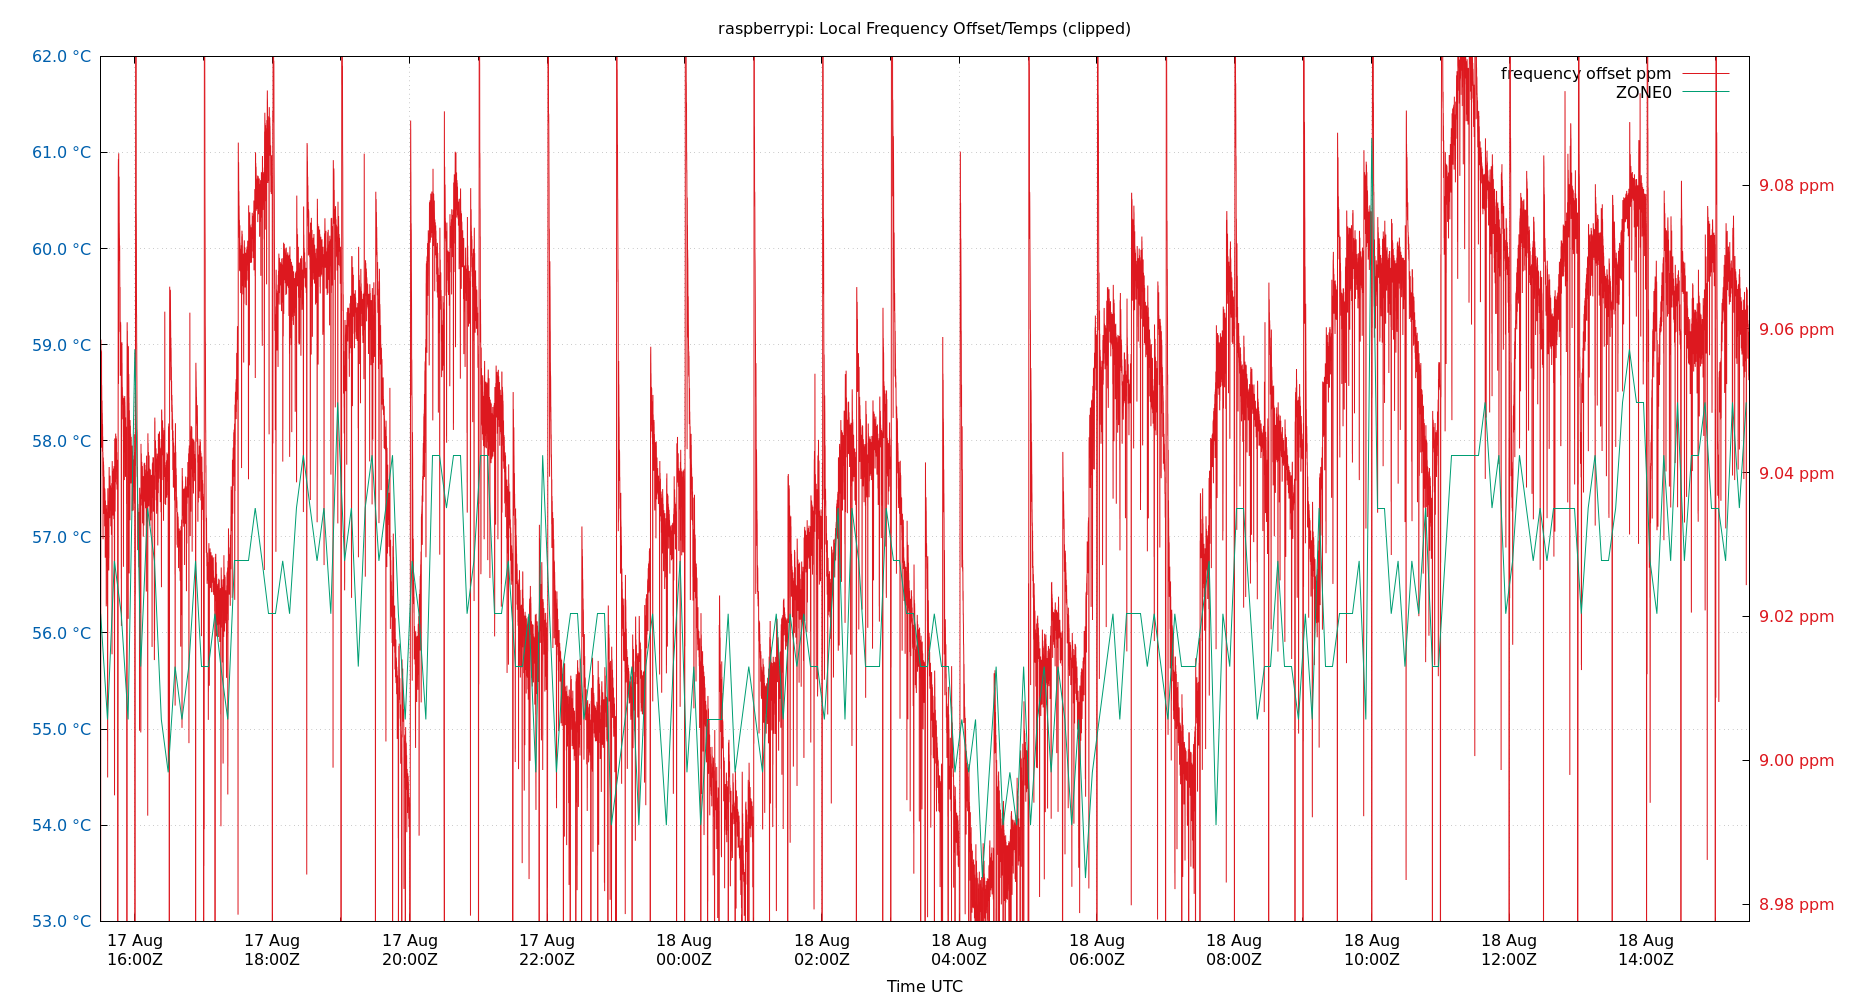 raspberrypi: Local Frequency Offset/Temps (clipped)
frequency offset ppm
ZONE0
62.0 °C
61.0 °C
60.0 °C
59.0 °C
58.0 °C
57.0 °C
56.0 °C
55.0 °C
54.0 °C
53.0 °C
9.08 ppm
9.06 ppm
9.04 ppm
9.02 ppm
9.00 ppm
8.98 ppm
17 Aug 17 Aug 17 Aug 17 Aug 18 Aug 18 Aug 18 Aug 18 Aug 18 Aug 18 Aug 18 Aug 18 Aug
16:00Z 18:00Z 20:00Z 22:00Z 00:00Z 02:00Z 04:00Z 06:00Z 08:00Z 10:00Z 12:00Z 14:00Z
Time UTC